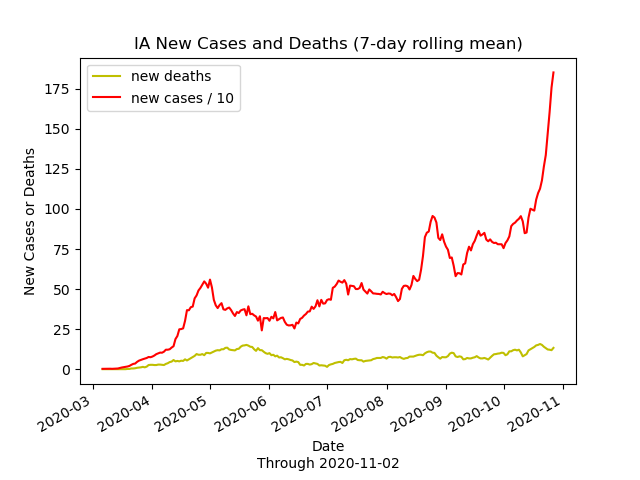 IA New Cases and Deaths (7-day rolling mean)
new deaths
new cases / 10
New Cases or Deaths
175
150
125
100
75
50
25
0
2020-03
2020-04
2020-05
2020-06
2020-07
2020-08
2020-09
2020-10
2020-11
Date
Through 2020-11-02